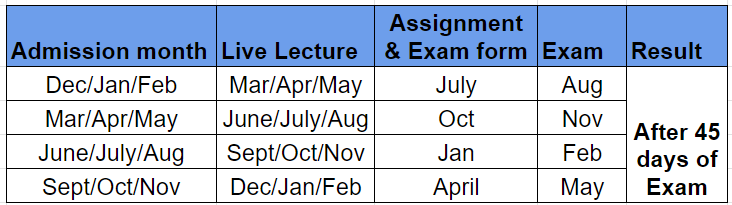 Admission month Live Lecture Assignment & Exam form Exam Result
Dec/Jan/Feb Mar/Apr/May July Aug
Mar/Apr/May June/July/Aug Oct Nov
June/July/Aug Sept/Oct/Nov Jan Feb
Sept/Oct/Nov Dec/Jan/Feb April May
After 45
days of
Exam